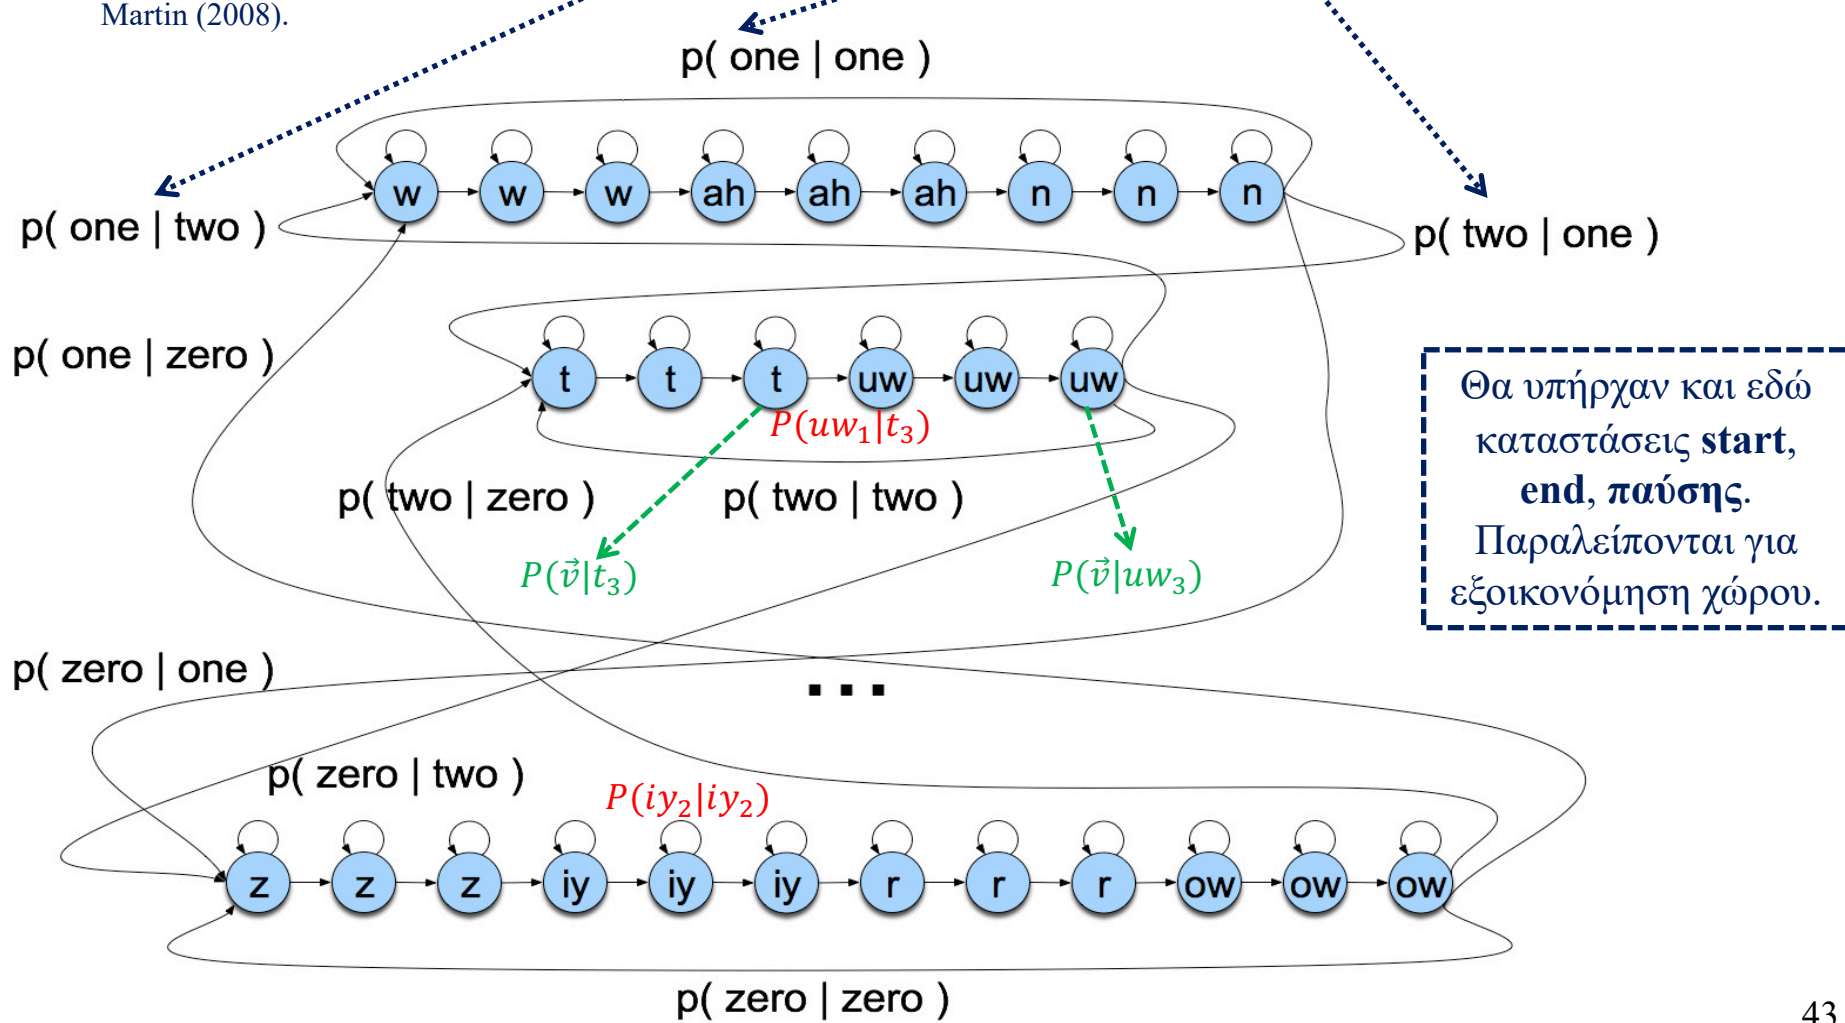 Martin (2008).
p( one | one )
w w w ah ah ah n n n
p( one | two )
p( two | one )
p( one | zero )
t t t uw uw uw
P(uw₁|t₃)
p( two | zero )
p( two | two )
P(v⃗|t₃)
P(v⃗|uw₃)
Θα υπήρχαν και εδώ
καταστάσεις start,
end, παύσης.
Παραλείπονται για
εξοικονόμηση χώρου.
p( zero | one )
...
p( zero | two )
P(iy₂|iy₂)
z z z iy iy iy r r r ow ow ow
p( zero | zero )
43